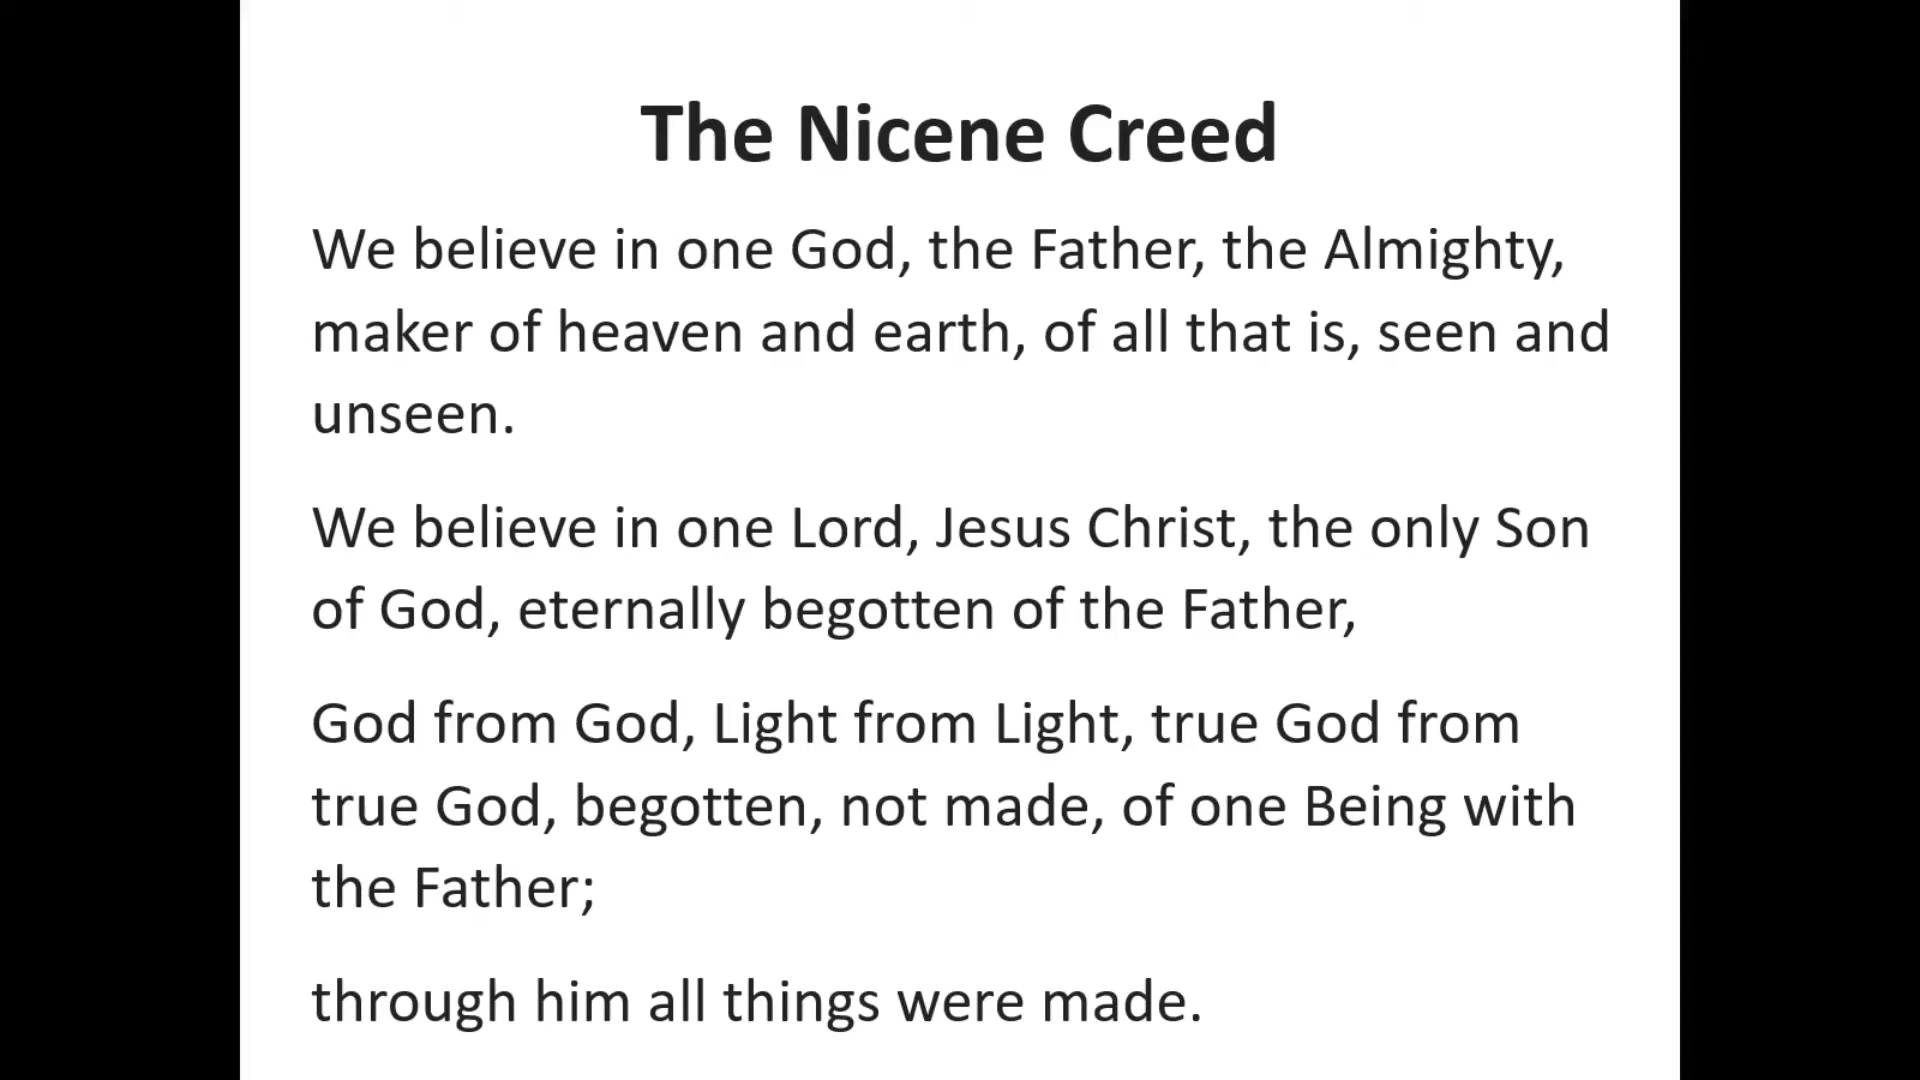 The Nicene Creed
We believe in one God, the Father, the Almighty,
maker of heaven and earth, of all that is, seen and
unseen.
We believe in one Lord, Jesus Christ, the only Son
of God, eternally begotten of the Father,
God from God, Light from Light, true God from
true God, begotten, not made, of one Being with
the Father;
through him all things were made.